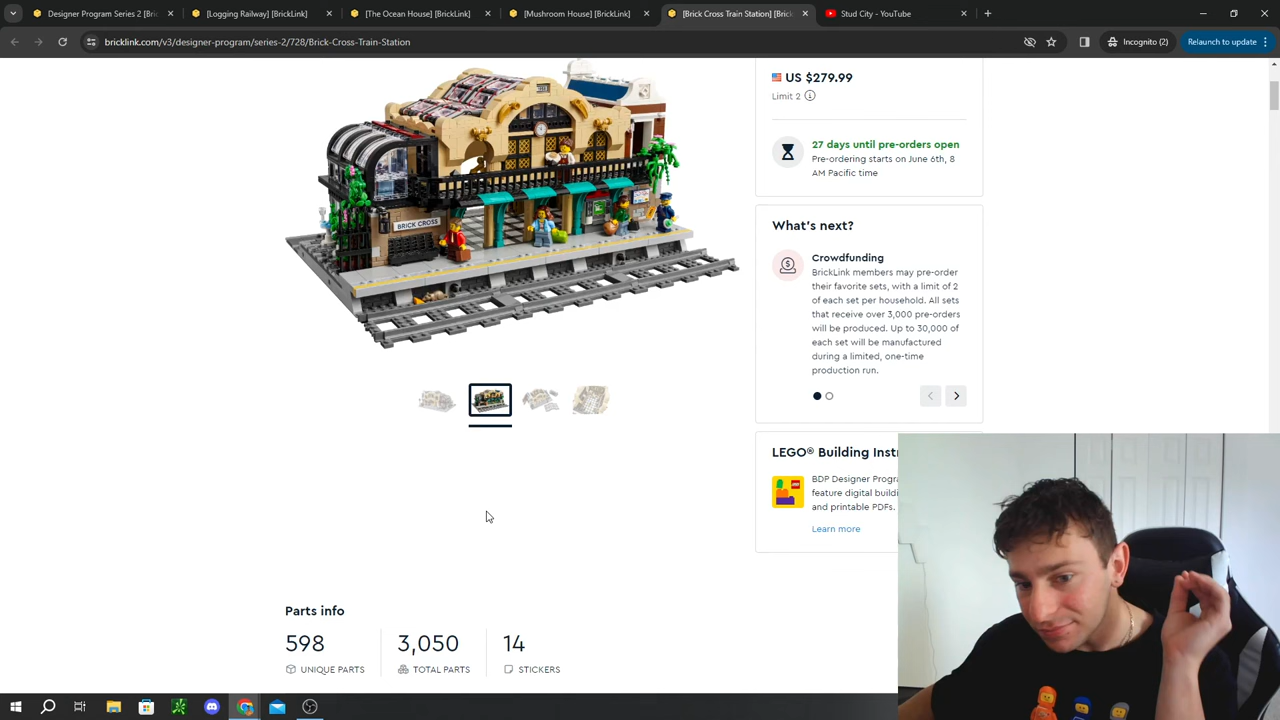 Designer Program Series 2 [Bri
[Logging Railway] [BrickLink]
[The Ocean House] [BrickLink]
[Mushroom House] [BrickLink]
[Brick Cross Train Station] [Bric
Stud City - YouTube
bricklink.com/v3/designer-program/series-2/728/Brick-Cross-Train-Station
Incognito (2)
Relaunch to update
US $279.99
Limit 2
27 days until pre-orders open
Pre-ordering starts on June 6th, 8
AM Pacific time
BRICK CROSS
What's next?
Crowdfunding
BrickLink members may pre-order
their favorite sets, with a limit of 2
of each set per household. All sets
that receive over 3,000 pre-orders
will be produced. Up to 30,000 of
each set will be manufactured
during a limited, one-time
production run.
LEGO® Building Instr
BDP Designer Progra
feature digital buildi
and printable PDFs.
Learn more
Parts info
598
3,050
14
UNIQUE PARTS
TOTAL PARTS
STICKERS